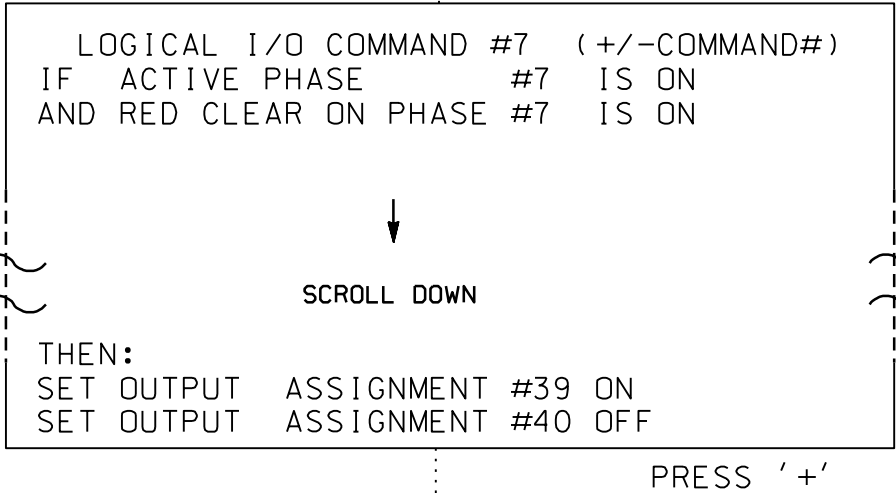 LOGICAL I/O COMMAND #7 (+/-COMMAND#)
IF ACTIVE PHASE #7 IS ON
AND RED CLEAR ON PHASE #7 IS ON
SCROLL DOWN
THEN:
SET OUTPUT ASSIGNMENT #39 ON
SET OUTPUT ASSIGNMENT #40 OFF
PRESS '+'